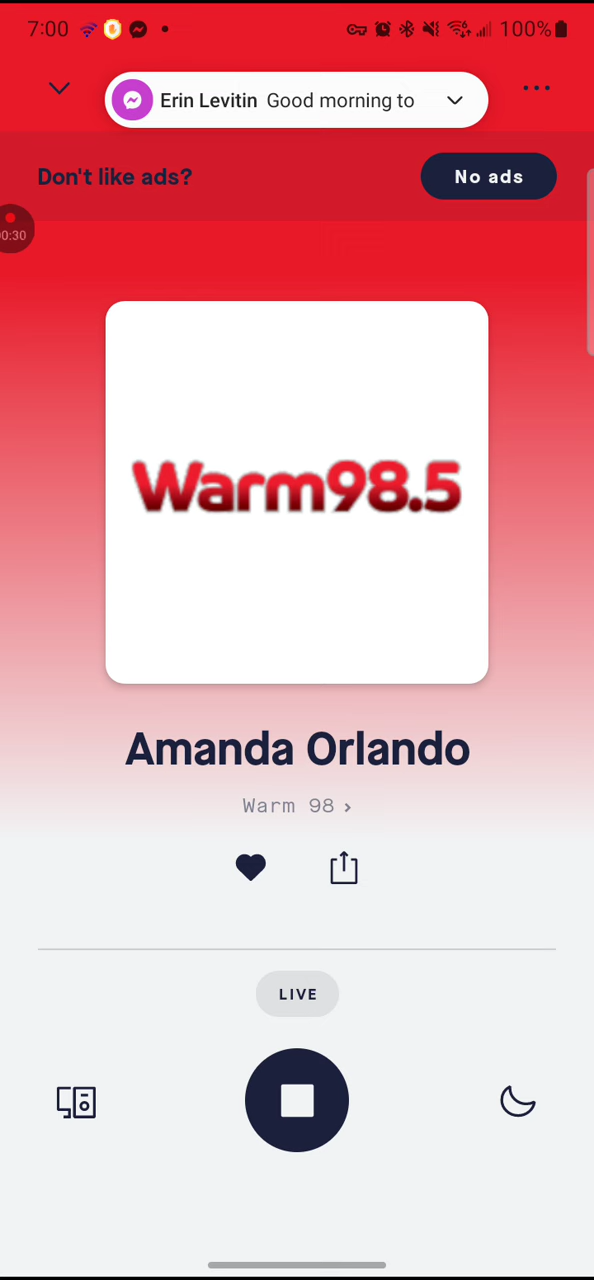 7:00 100%
Erin Levitin Good morning to
Don't like ads? No ads
0:30
Warm98.5
Amanda Orlando
Warm 98 ›
LIVE